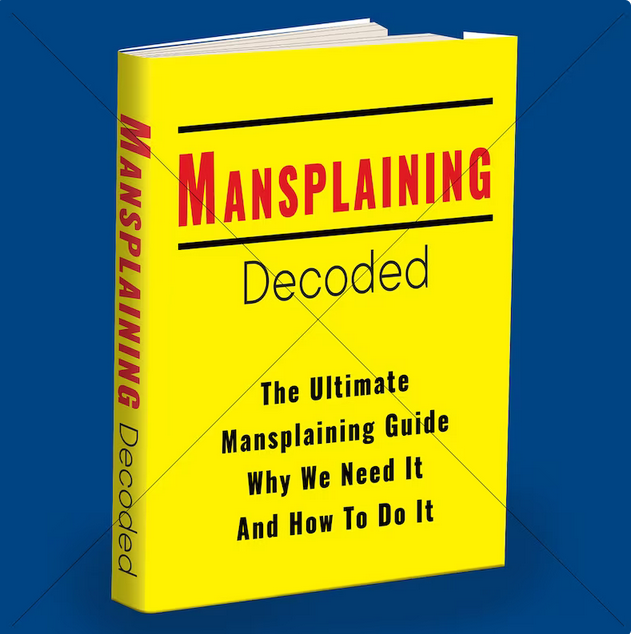 MANSPLAINING
Decoded
The Ultimate
Mansplaining Guide
Why We Need It
And How To Do It
MANSPLAINING Decoded